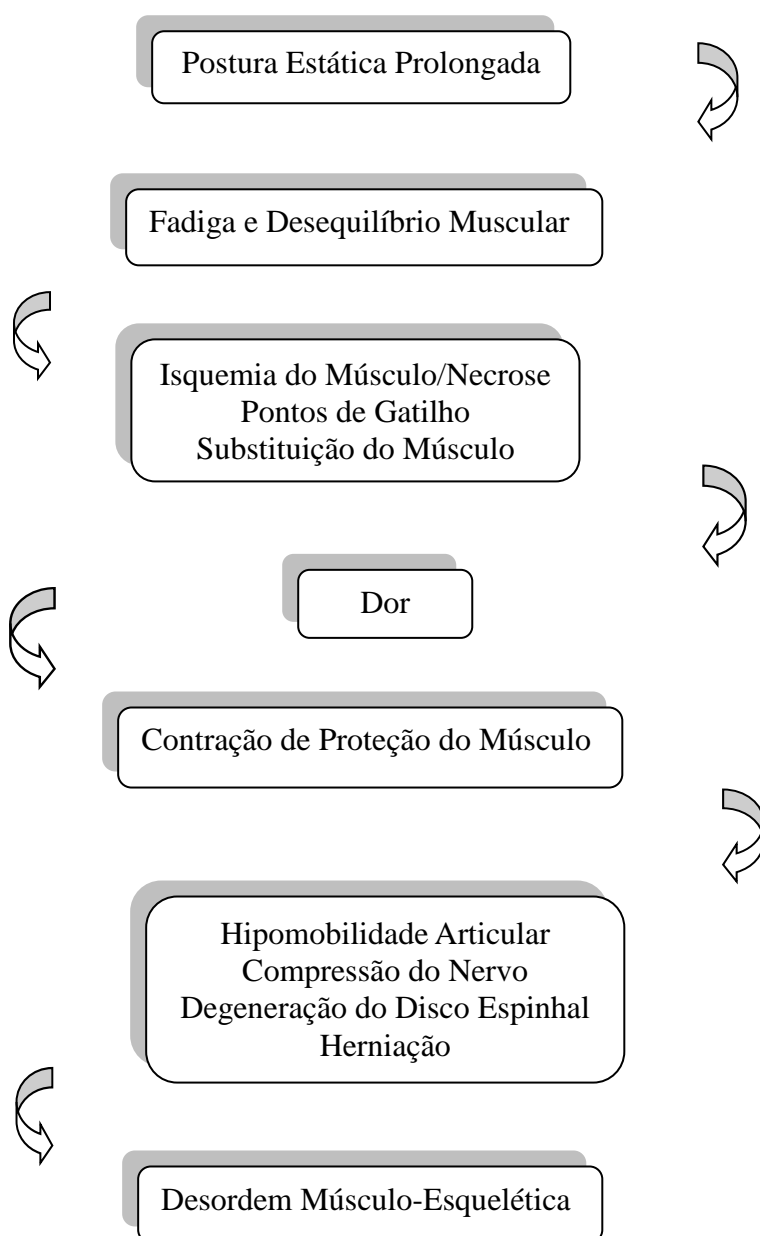 Postura Estática Prolongada
Fadiga e Desequilíbrio Muscular
Isquemia do Músculo/Necrose
Pontos de Gatilho
Substituição do Músculo
Dor
Contração de Proteção do Músculo
Hipomobilidade Articular
Compressão do Nervo
Degeneração do Disco Espinhal
Herniação
Desordem Músculo-Esquelética